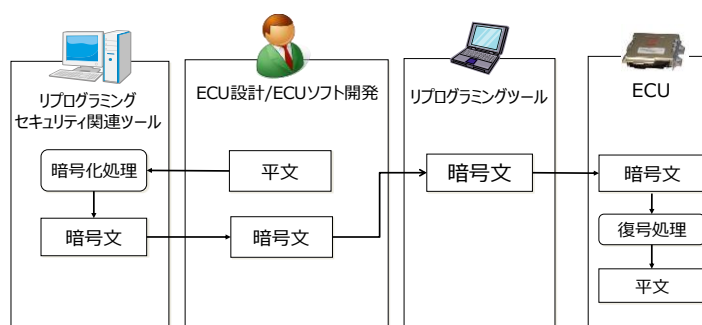 リプログラミング
セキュリティ関連ツール
暗号化処理
暗号文
ECU設計/ECUソフト開発
平文
暗号文
リプログラミングツール
暗号文
ECU
暗号文
復号処理
平文